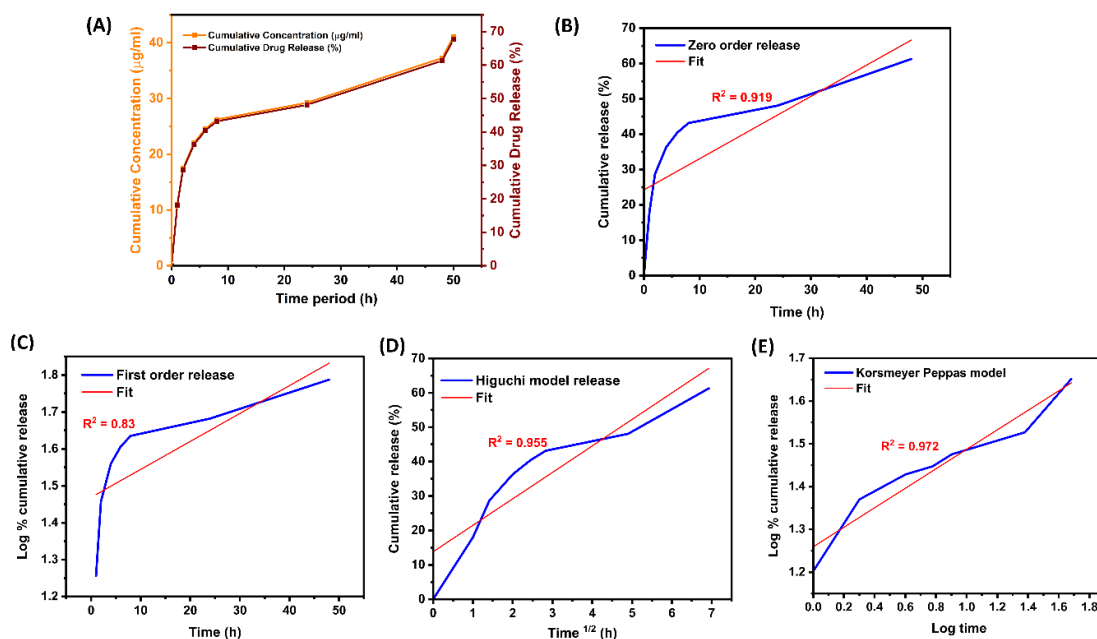 (A)
Cumulative Concentration (µg/ml)
Cumulative Drug Release (%)
Cumulative Concentration (µg/ml)
40
30
20
10
0
70
60
50
40
30
20
10
0
Cumulative Drug Release (%)
0 10 20 30 40 50
Time period (h)
(B)
Zero order release
Fit
R² = 0.919
Cumulative release (%)
70
60
50
40
30
20
10
0
0 10 20 30 40 50
Time (h)
(C)
First order release
Fit
R² = 0.83
Log % cumulative release
1.8
1.7
1.6
1.5
1.4
1.3
1.2
0 10 20 30 40 50
Time (h)
(D)
Higuchi model release
Fit
R² = 0.955
Cumulative release (%)
70
60
50
40
30
20
10
0
0 1 2 3 4 5 6 7
Time ¹/² (h)
(E)
Korsmeyer Peppas model
Fit
R² = 0.972
Log % cumulative release
1.7
1.6
1.5
1.4
1.3
1.2
0.0 0.2 0.4 0.6 0.8 1.0 1.2 1.4 1.6 1.8
Log time